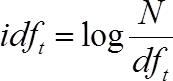 idf_t = log N/df_t